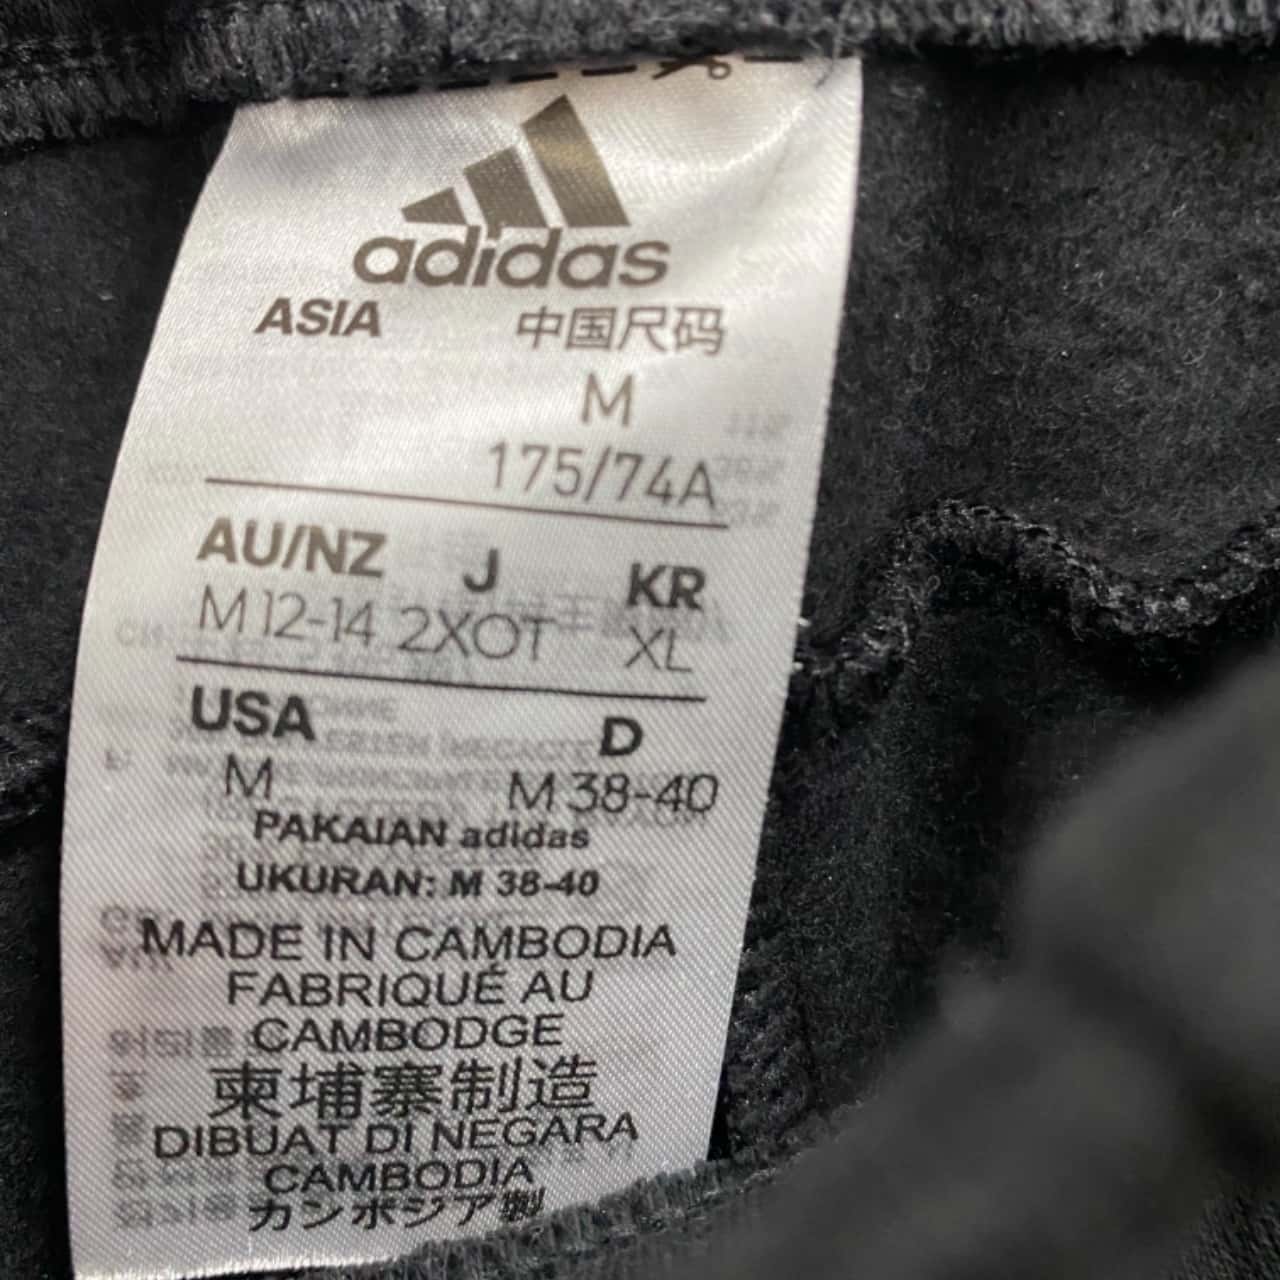 adidas
ASIA 中国尺码
M
175/74A
AU/NZ J KR
M 12-14 2XOT XL
USA D
M M 38-40
PAKAIAN adidas
UKURAN: M 38-40
MADE IN CAMBODIA
FABRIQUÉ AU
CAMBODGE
柬埔寨制造
DIBUAT DI NEGARA
CAMBODIA
カンボジア製